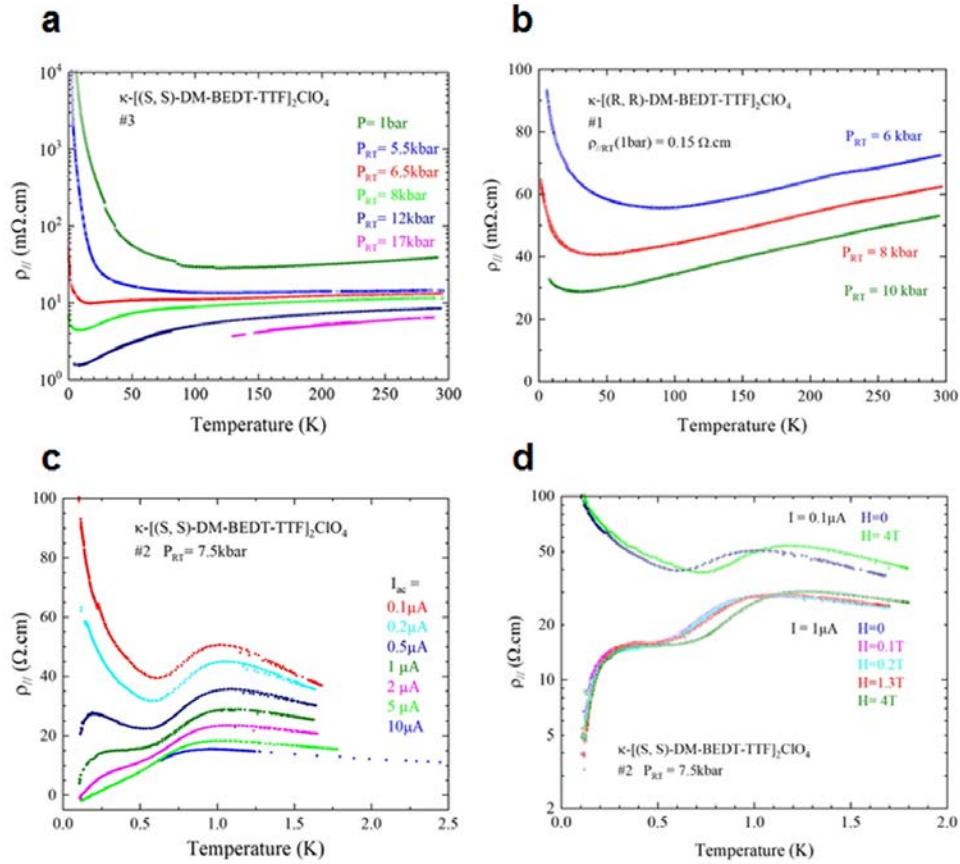 a
κ-[(S, S)-DM-BEDT-TTF]₂ClO₄
#3
P= 1bar
P_RT= 5.5kbar
P_RT= 6.5kbar
P_RT= 8kbar
P_RT= 12kbar
P_RT= 17kbar
10⁴
10³
10²
10¹
10⁰
ρ// (mΩ.cm)
0 50 100 150 200 250 300
Temperature (K)
b
κ-[(R, R)-DM-BEDT-TTF]₂ClO₄
#1
ρ//RT(1bar) = 0.15 Ω.cm
P_RT = 6 kbar
P_RT = 8 kbar
P_RT = 10 kbar
100
80
60
40
20
0
ρ// (mΩ.cm)
0 50 100 150 200 250 300
Temperature (K)
c
κ-[(S, S)-DM-BEDT-TTF]₂ClO₄
#2 P_RT= 7.5kbar
I_ac =
0.1µA
0.2µA
0.5µA
1 µA
2 µA
5 µA
10µA
100
80
60
40
20
0
ρ// (Ω.cm)
0.0 0.5 1.0 1.5 2.0 2.5
Temperature (K)
d
I = 0.1µA H=0
H= 4T
I = 1µA H=0
H=0.1T
H=0.2T
H=1.3T
H= 4T
κ-[(S, S)-DM-BEDT-TTF]₂ClO₄
#2 P_RT = 7.5kbar
100
50
20
10
5
2
ρ// (Ω.cm)
0.0 0.5 1.0 1.5 2.0
Temperature (K)